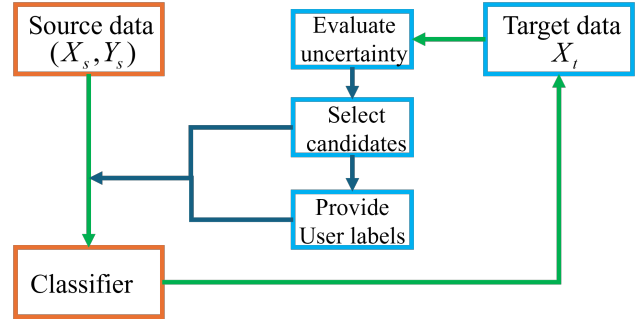 Source data
(X_s, Y_s)
Evaluate
uncertainty
Target data
X_t
Select
candidates
Provide
User labels
Classifier